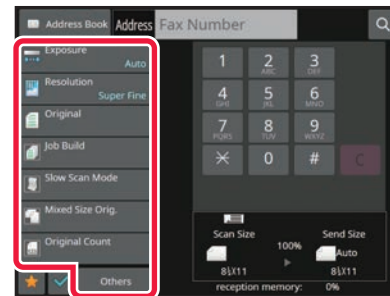 Address Book Address Fax Number
Exposure
Auto
Resolution
Super Fine
Original
Job Build
Slow Scan Mode
Mixed Size Orig.
Original Count
Others
1 2 3
ABC DEF
4 5 6
GHI JKL MNO
7 8 9
PQRS TUV WXYZ
0 #
C
Scan Size Send Size
100%
Auto
8½X11 8½X11
reception memory: 0%